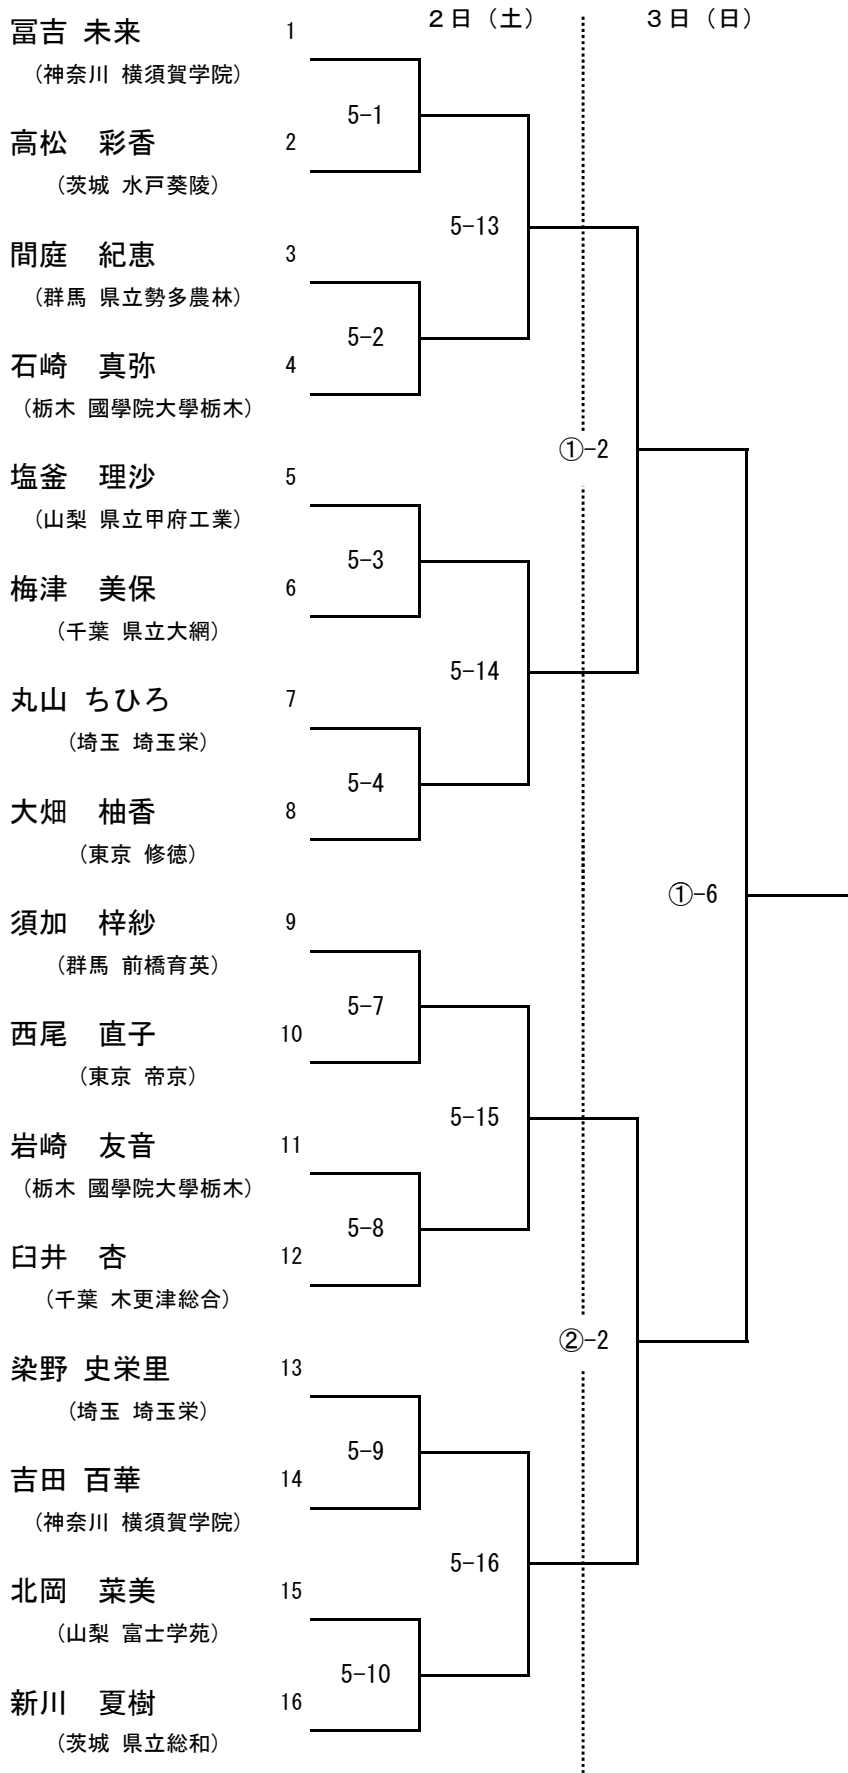 ２日（土） ３日（日）
冨吉 未来 1
（神奈川 横須賀学院）
5-1
高松　彩香 2
（茨城 水戸葵陵）
5-13
間庭　紀恵 3
（群馬 県立勢多農林）
5-2
石崎　真弥 4
（栃木 國學院大學栃木）
①-2
塩釜　理沙 5
（山梨 県立甲府工業）
5-3
梅津　美保 6
（千葉 県立大網）
5-14
丸山 ちひろ 7
（埼玉 埼玉栄）
5-4
大畑　柚香 8
（東京 修徳）
①-6
須加　梓紗 9
（群馬 前橋育英）
5-7
西尾　直子 10
（東京 帝京）
5-15
岩崎　友音 11
（栃木 國學院大學栃木）
5-8
臼井　杏 12
（千葉 木更津総合）
②-2
染野 史栄里 13
（埼玉 埼玉栄）
5-9
吉田 百華 14
（神奈川 横須賀学院）
5-16
北岡　菜美 15
（山梨 富士学苑）
5-10
新川　夏樹 16
（茨城 県立総和）